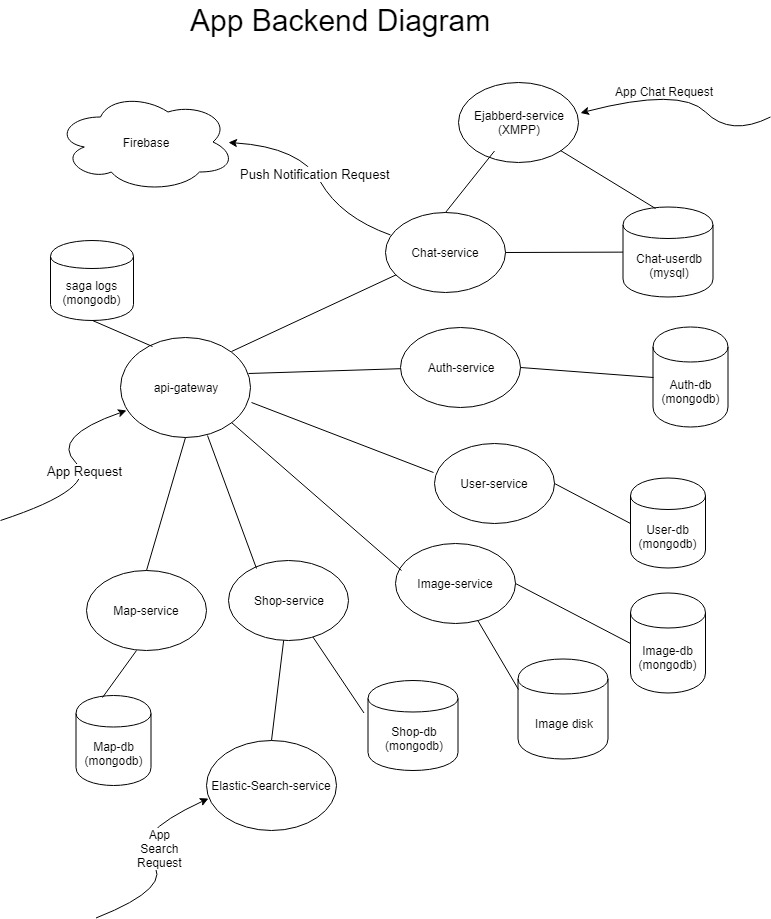 App Backend Diagram
App Chat Request
Ejabberd-service
(XMPP)
Firebase
Push Notification Request
Chat-service
Chat-userdb
(mysql)
saga logs
(mongodb)
api-gateway
Auth-service
Auth-db
(mongodb)
App Request
User-service
User-db
(mongodb)
Map-service
Shop-service
Image-service
Image-db
(mongodb)
Image disk
Map-db
(mongodb)
Shop-db
(mongodb)
Elastic-Search-service
App
Search
Request